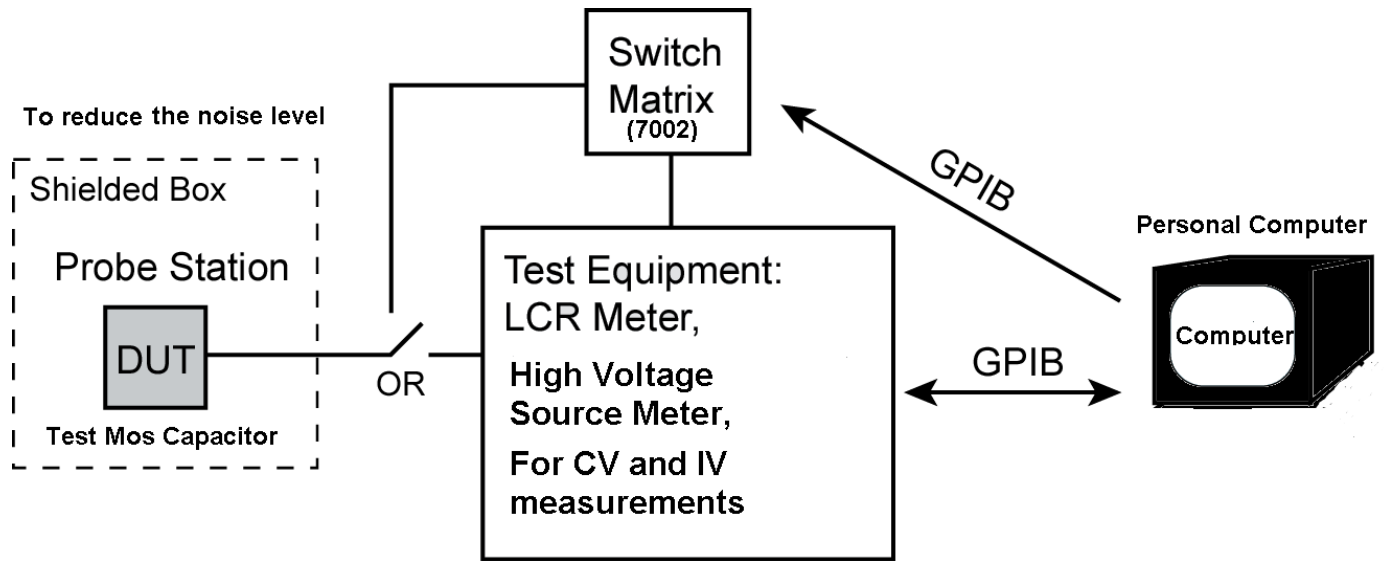 Switch
Matrix
(7002)
To reduce the noise level
Shielded Box
Probe Station
DUT
Test Mos Capacitor
OR
Test Equipment:
LCR Meter,
High Voltage
Source Meter,
For CV and IV
measurements
GPIB
GPIB
Personal Computer
Computer